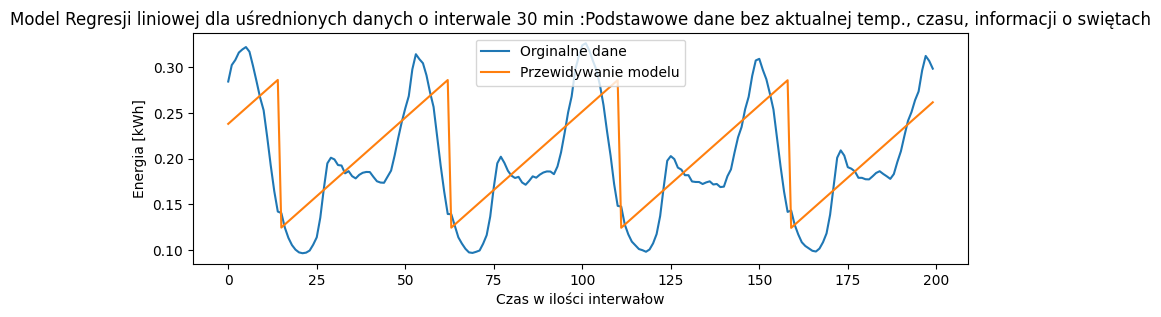 Model Regresji liniowej dla uśrednionych danych o interwale 30 min :Podstawowe dane bez aktualnej temp., czasu, informacji o swiętach
Orginalne dane
Przewidywanie modelu
Energia [kWh]
0.30
0.25
0.20
0.15
0.10
0 25 50 75 100 125 150 175 200
Czas w ilości interwałow